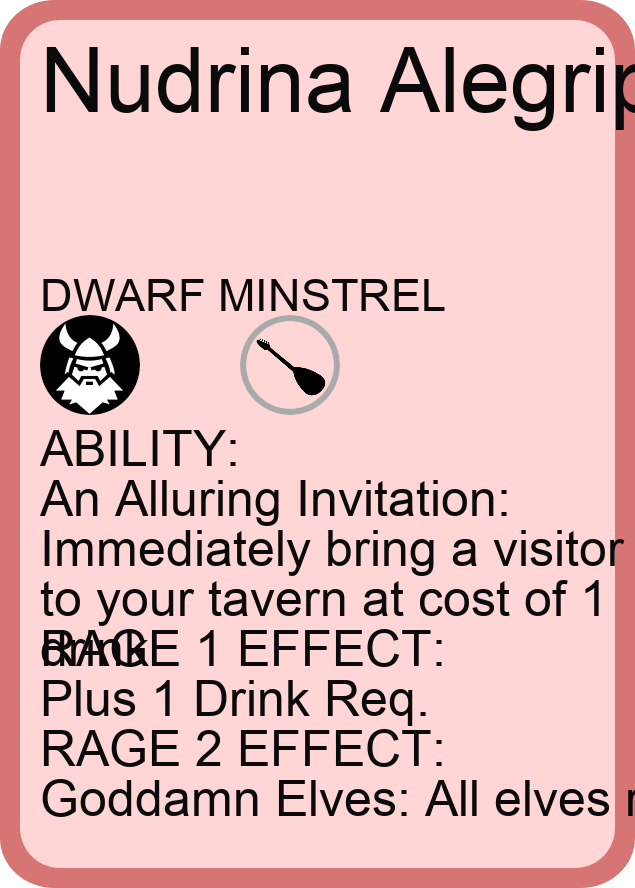 Nudrina Alegrip
DWARF MINSTREL
ABILITY:
An Alluring Invitation:
Immediately bring a visitor
to your tavern at cost of 1
drink
RAGE 1 EFFECT:
Plus 1 Drink Req.
RAGE 2 EFFECT:
Goddamn Elves: All elves